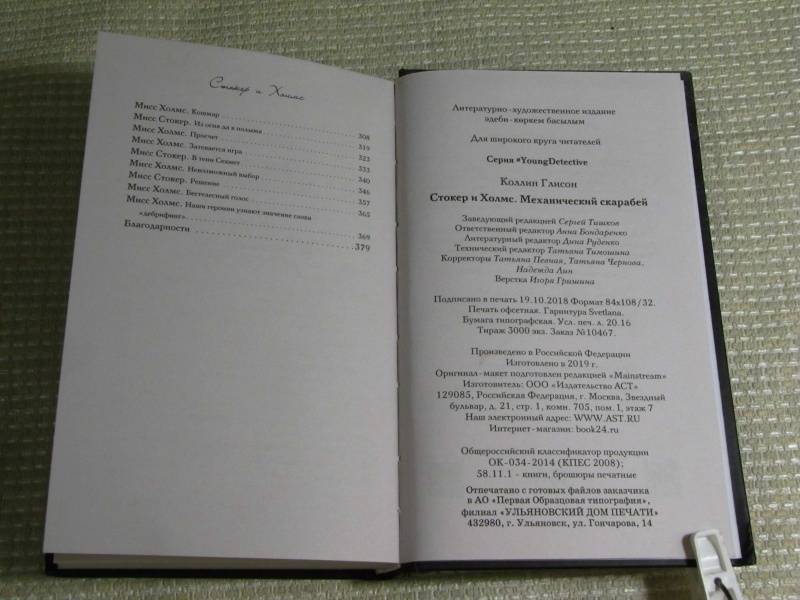 Стокер и Холмс
Мисс Холмс. Кошмар 308
Мисс Стокер. Из огня да в полымя 319
Мисс Холмс. Просчет 323
Мисс Холмс. Затевается игра 333
Мисс Стокер. В тени Сехмет 340
Мисс Холмс. Невозможный выбор 346
Мисс Стокер. Решение 357
Мисс Холмс. Бестелесный голос 365
Мисс Холмс. Наши героини узнают значение слова
«дебрифинг» 369
Благодарности 379
Литературно-художественное издание
әдеби-көркем басылым
Для широкого круга читателей
Серия #YoungDetective
Коллин Глисон
Стокер и Холмс. Механический скарабей
Заведующий редакцией Сергей Тишков
Ответственный редактор Анна Бондаренко
Литературный редактор Дина Руденко
Технический редактор Татьяна Тимошина
Корректоры Татьяна Певная, Татьяна Чернова,
Надежда Лин
Верстка Игоря Гришина
Подписано в печать 19.10.2018 Формат 84х108/32.
Печать офсетная. Гарнитура Svetlana.
Бумага типографская. Усл. печ. л. 20.16
Тираж 3000 экз. Заказ №10467.
Произведено в Российской Федерации
Изготовлено в 2019 г.
Оригинал-макет подготовлен редакцией «Mainstream»
Изготовитель: ООО «Издательство АСТ»
129085, Российская Федерация, г. Москва, Звездный
бульвар, д. 21, стр. 1, комн. 705, пом. I, этаж 7
Наш электронный адрес: WWW.AST.RU
Интернет-магазин: book24.ru
Общероссийский классификатор продукции
ОК-034-2014 (КПЕС 2008);
58.11.1 - книги, брошюры печатные
Отпечатано с готовых файлов заказчика
в АО «Первая Образцовая типография»,
филиал «УЛЬЯНОВСКИЙ ДОМ ПЕЧАТИ»
432980, г. Ульяновск, ул. Гончарова, 14